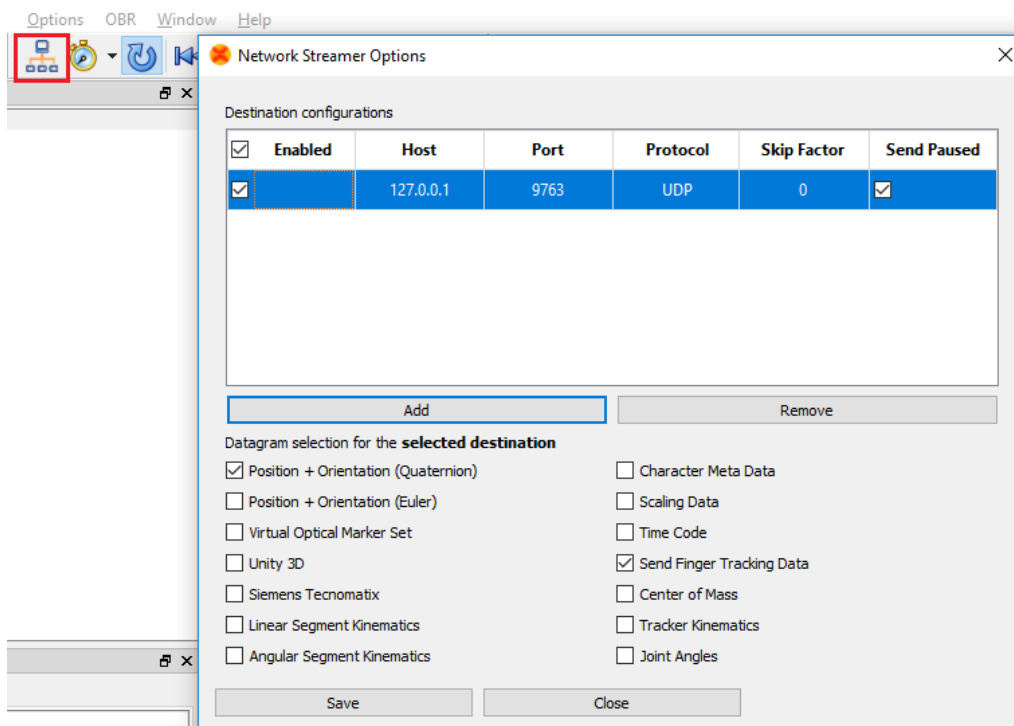 Options OBR Window Help
Network Streamer Options
Destination configurations
Enabled Host Port Protocol Skip Factor Send Paused
127.0.0.1 9763 UDP 0
Add Remove
Datagram selection for the selected destination
Position + Orientation (Quaternion) Character Meta Data
Position + Orientation (Euler) Scaling Data
Virtual Optical Marker Set Time Code
Unity 3D Send Finger Tracking Data
Siemens Tecnomatix Center of Mass
Linear Segment Kinematics Tracker Kinematics
Angular Segment Kinematics Joint Angles
Save Close